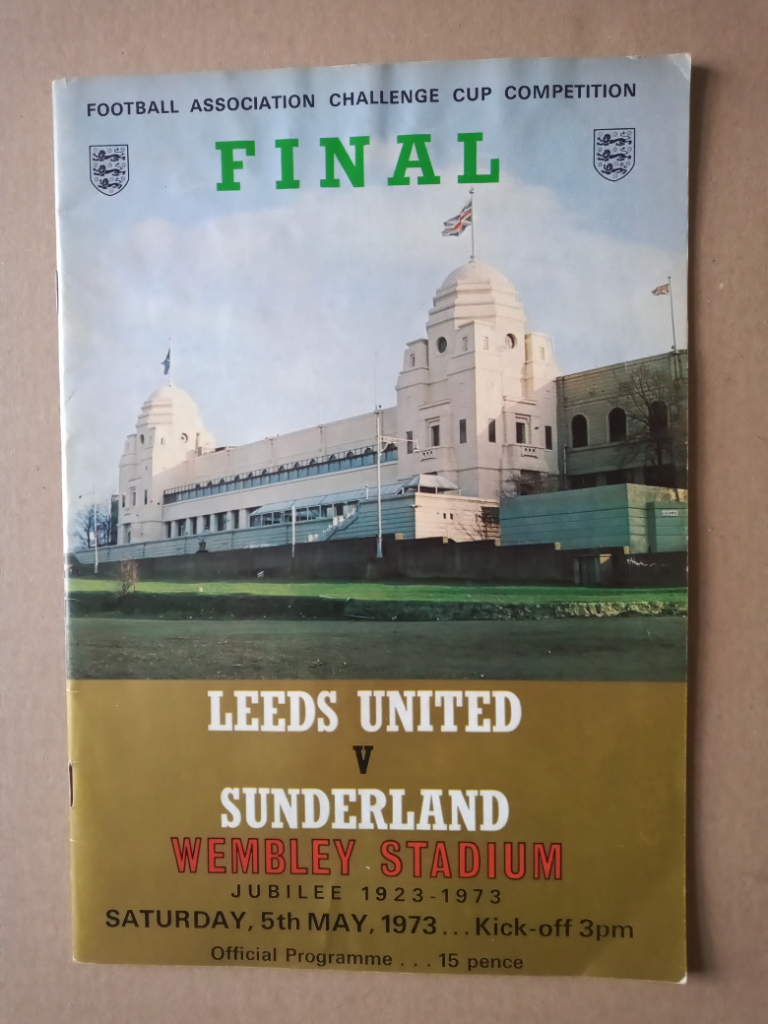 FOOTBALL ASSOCIATION CHALLENGE CUP COMPETITION
FINAL
LEEDS UNITED
V
SUNDERLAND
WEMBLEY STADIUM
JUBILEE 1923-1973
SATURDAY, 5th MAY, 1973... Kick-off 3pm
Official Programme ... 15 pence